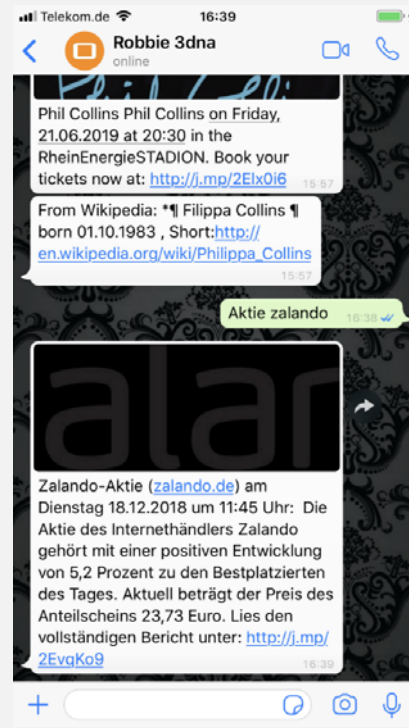 Telekom.de 16:39
Robbie 3dna
online
Phil Collins Phil Collins on Friday,
21.06.2019 at 20:30 in the
RheinEnergieSTADION. Book your
tickets now at: http://j.mp/2EIx0i6 15:57
From Wikipedia: *¶ Filippa Collins ¶
born 01.10.1983 , Short:http://
en.wikipedia.org/wiki/Philippa_Collins
15:57
Aktie zalando 16:38
alan
Zalando-Aktie (zalando.de) am
Dienstag 18.12.2018 um 11:45 Uhr:  Die
Aktie des Internethändlers Zalando
gehört mit einer positiven Entwicklung
von 5,2 Prozent zu den Bestplatzierten
des Tages. Aktuell beträgt der Preis des
Anteilscheins 23,73 Euro. Lies den
vollständigen Bericht unter: http://j.mp/
2EvqKo9 16:39